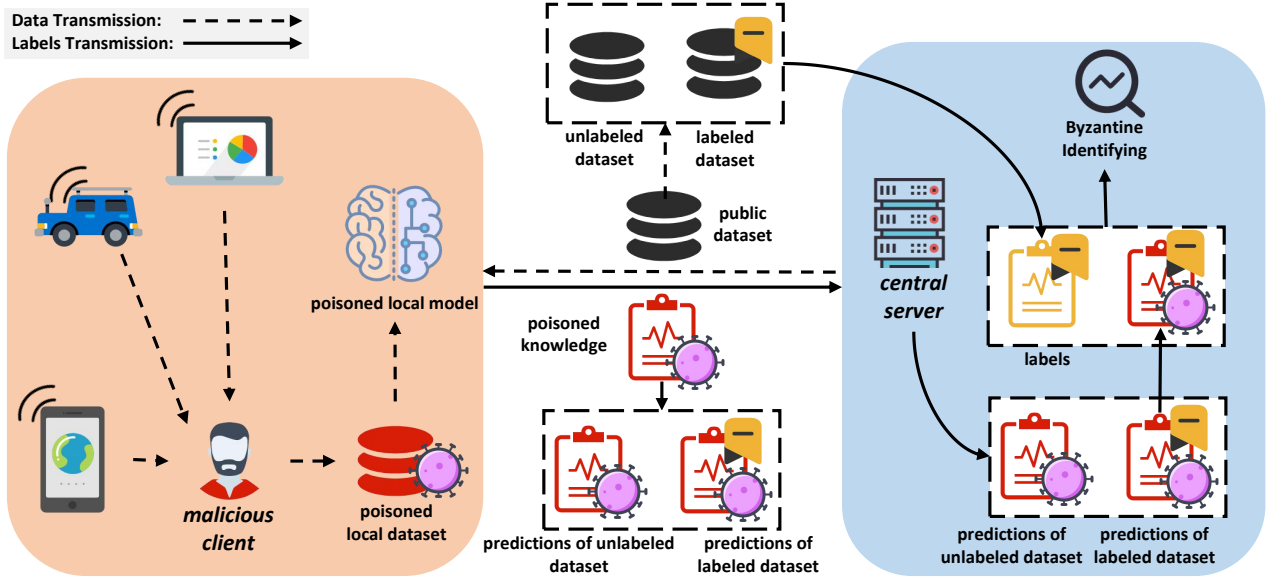 Data Transmission:
Labels Transmission:
unlabeled
dataset
labeled
dataset
public
dataset
Byzantine
Identifying
poisoned local model
central
server
poisoned
knowledge
labels
malicious
client
poisoned
local dataset
predictions of unlabeled
dataset
predictions of
labeled dataset
predictions of
unlabeled dataset
predictions of
labeled dataset